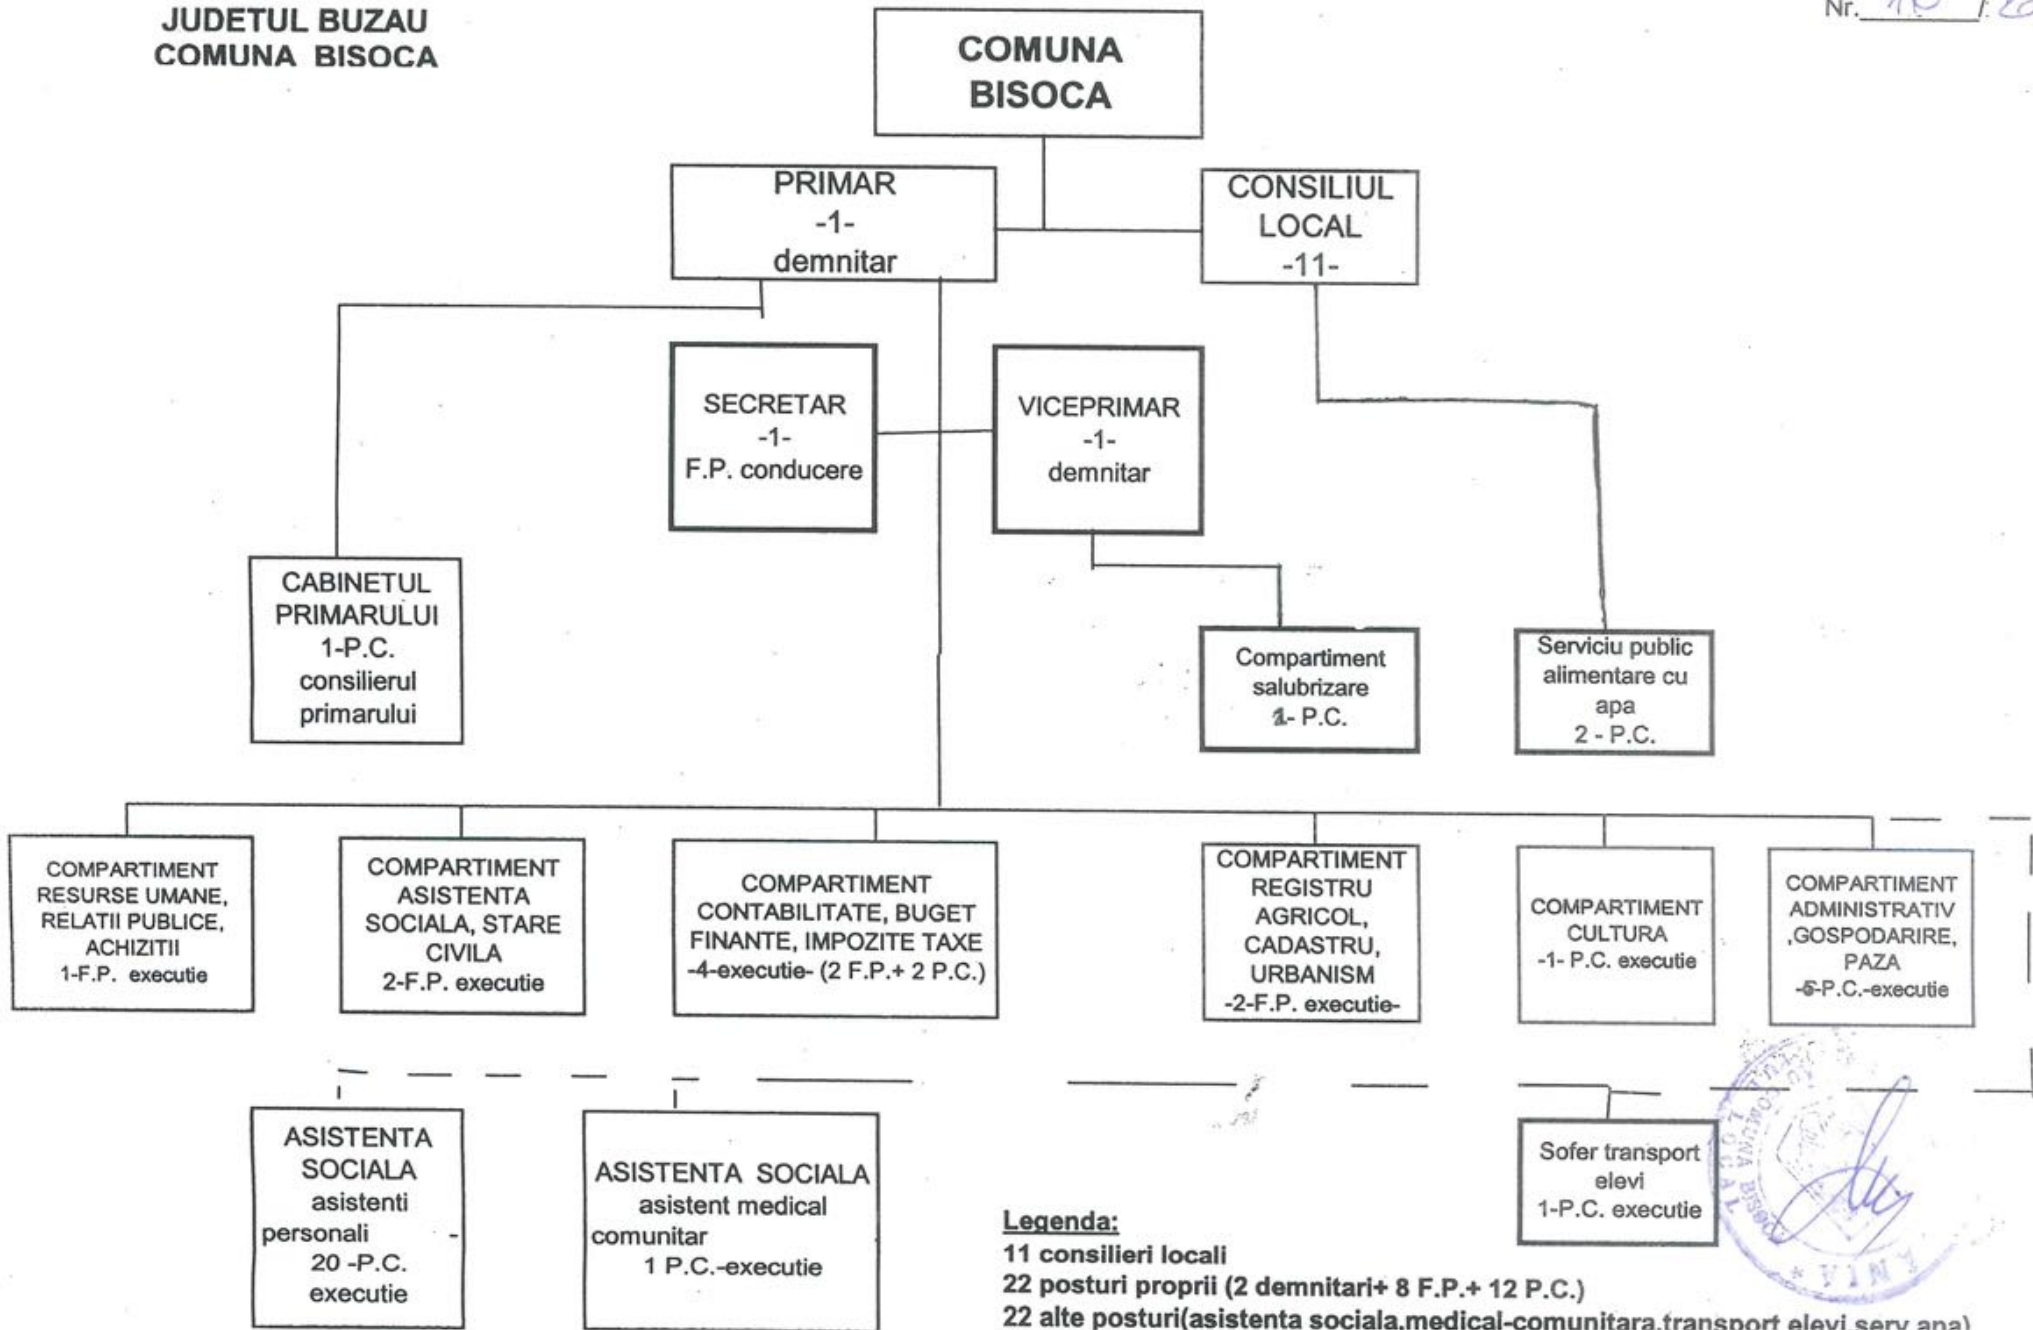 JUDETUL BUZAU
COMUNA BISOCA
Nr.
COMUNA
BISOCA
PRIMAR
-1-
demnitar
CONSILIUL
LOCAL
-11-
SECRETAR
-1-
F.P. conducere
VICEPRIMAR
-1-
demnitar
CABINETUL
PRIMARULUI
1-P.C.
consilierul
primarului
Compartiment
salubrizare
1- P.C.
Serviciu public
alimentare cu
apa
2 - P.C.
COMPARTIMENT
RESURSE UMANE,
RELATII PUBLICE,
ACHIZITII
1-F.P. executie
COMPARTIMENT
ASISTENTA
SOCIALA, STARE
CIVILA
2-F.P. executie
COMPARTIMENT
CONTABILITATE, BUGET
FINANTE, IMPOZITE TAXE
-4-executie- (2 F.P.+ 2 P.C.)
COMPARTIMENT
REGISTRU
AGRICOL,
CADASTRU,
URBANISM
-2-F.P. executie-
COMPARTIMENT
CULTURA
-1- P.C. executie
COMPARTIMENT
ADMINISTRATIV
,GOSPODARIRE,
PAZA
-5-P.C.-executie
ASISTENTA
SOCIALA
asistenti
personali -
20 -P.C.
executie
ASISTENTA SOCIALA
asistent medical
comunitar
1 P.C.-executie
Sofer transport
elevi
1-P.C. executie
Legenda:
11 consilieri locali
22 posturi proprii (2 demnitari+ 8 F.P.+ 12 P.C.)
22 alte posturi(asistenta sociala,medical-comunitara,transport elevi serv apa)
COMUNA BISOCA
LOCAL